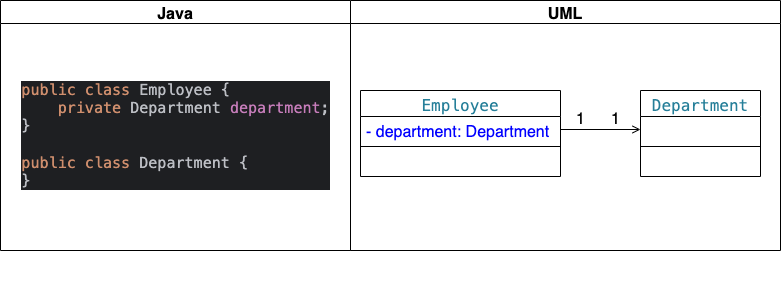 Java
UML
public class Employee {
    private Department department;
}
public class Department {
}
Employee
- department: Department
1
1
Department